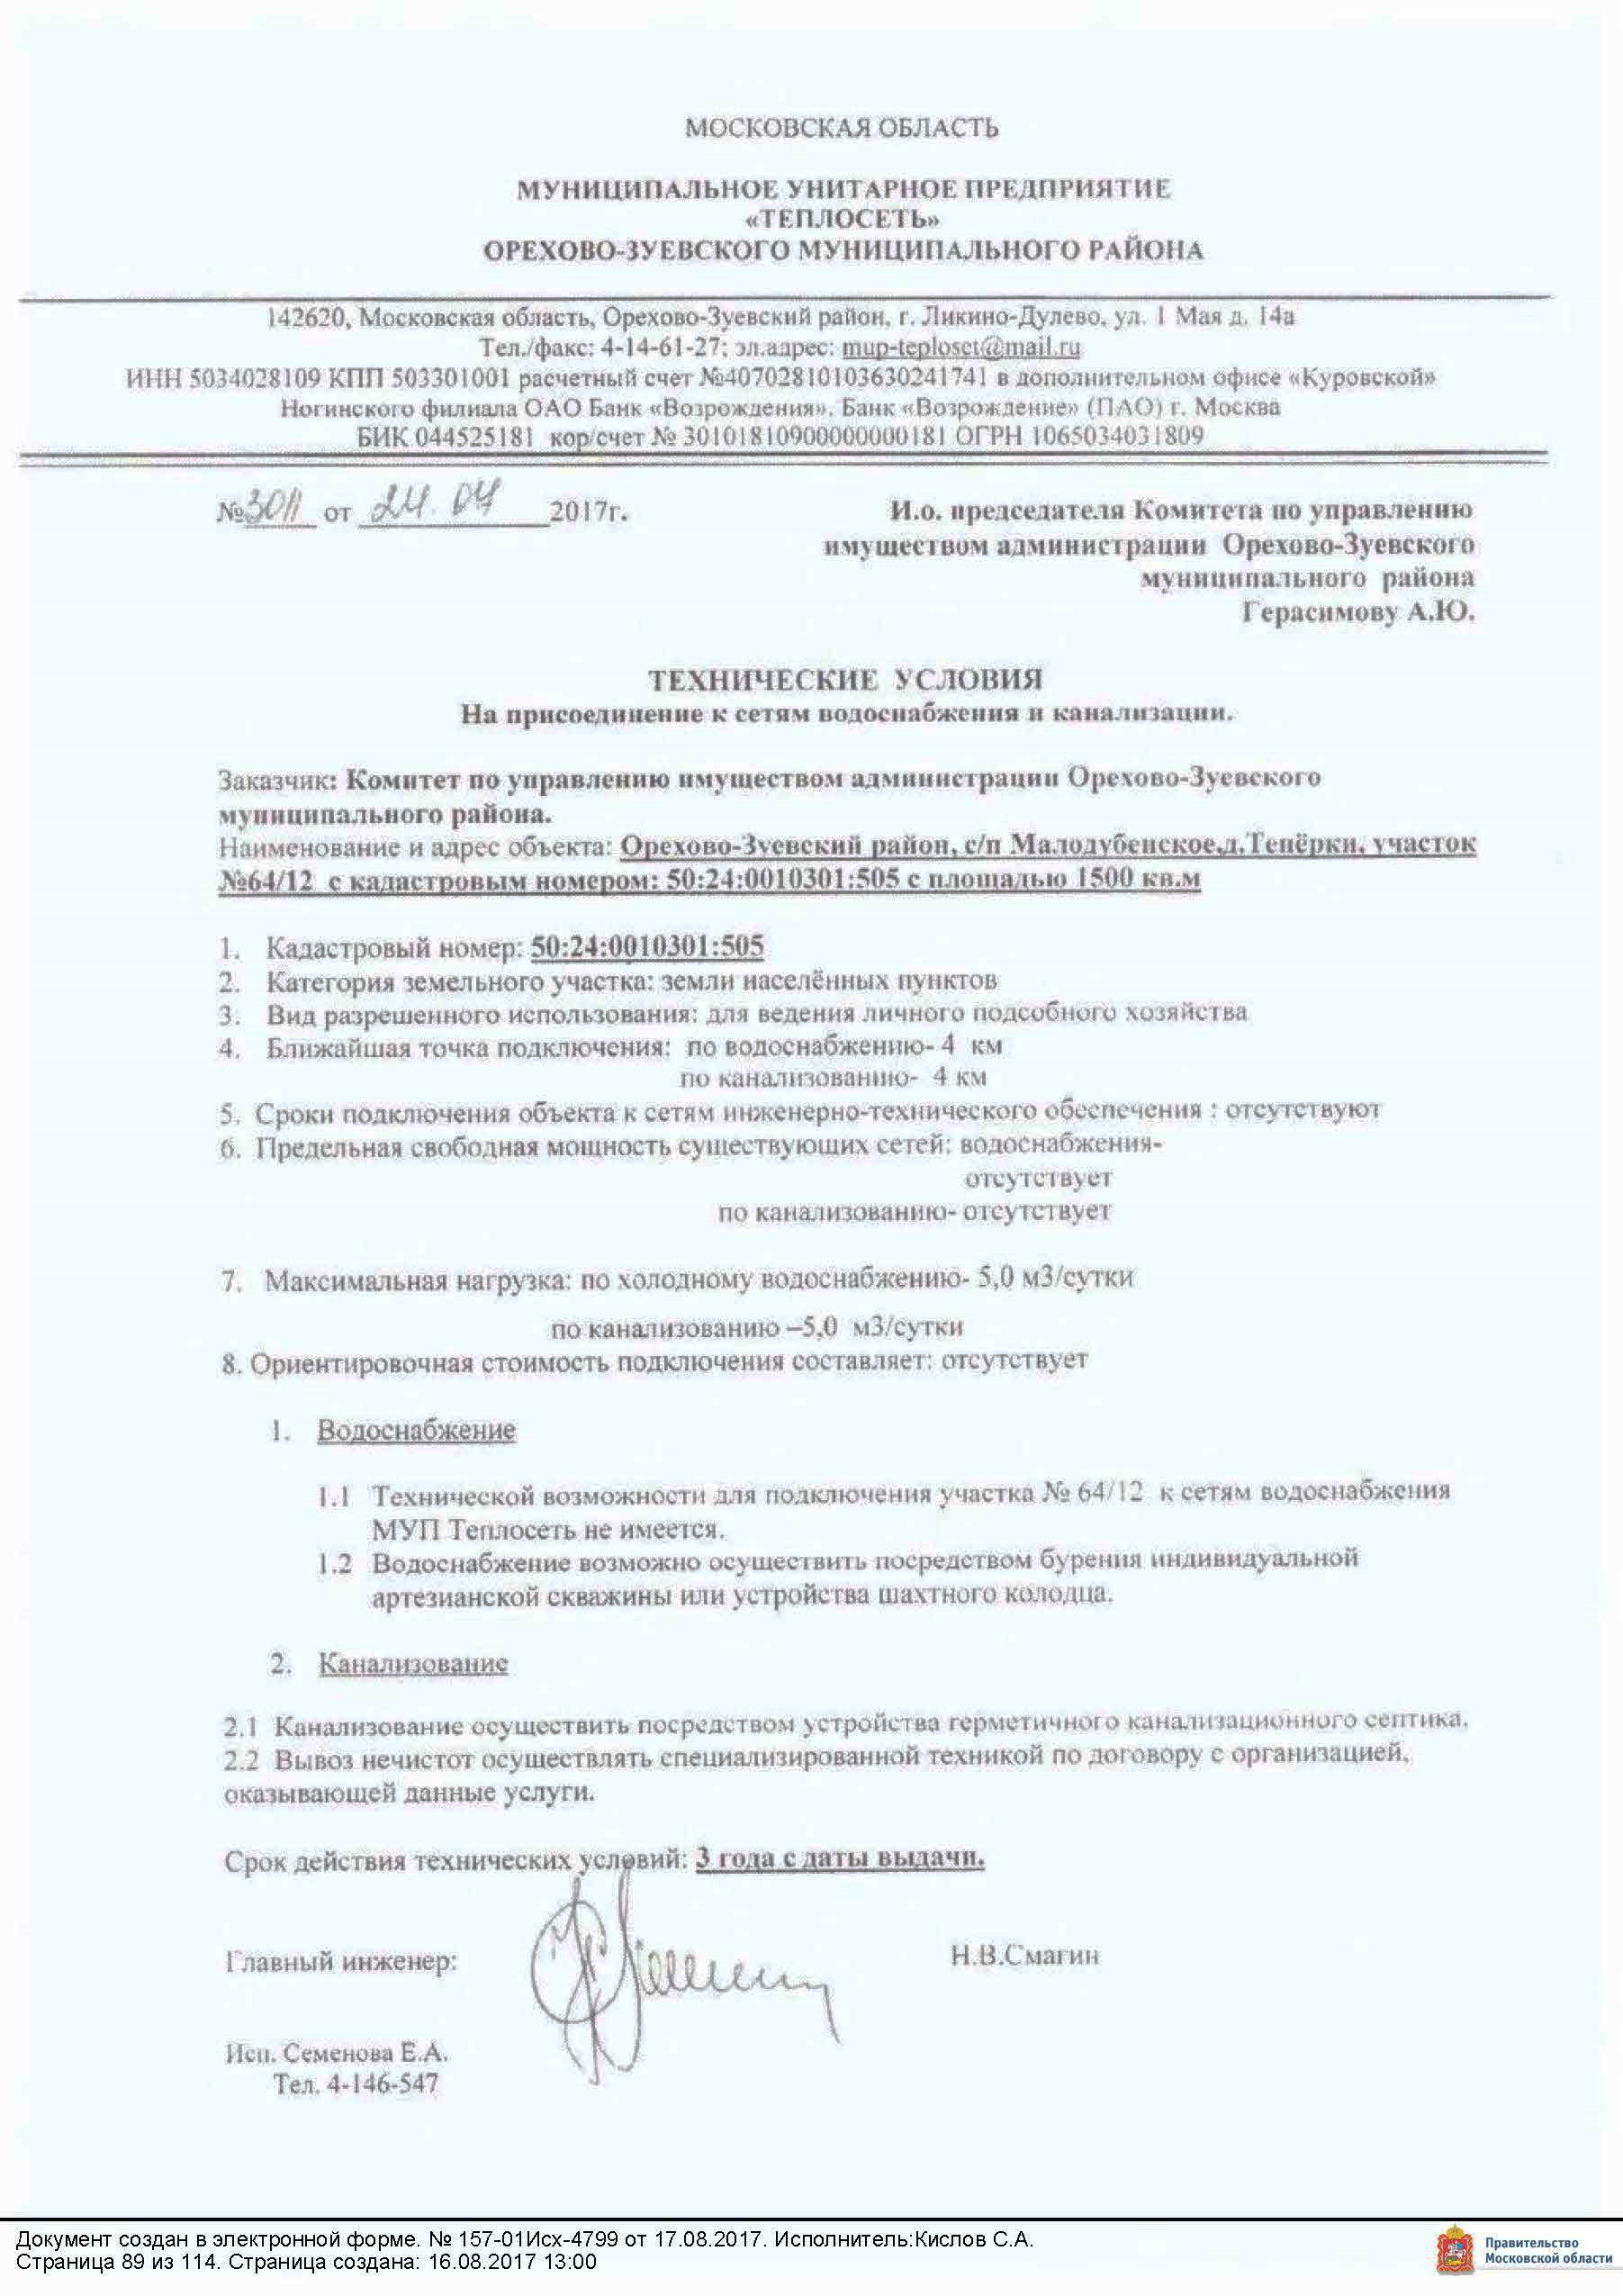 МОСКОВСКАЯ ОБЛАСТЬ
МУНИЦИПАЛЬНОЕ УНИТАРНОЕ ПРЕДПРИЯТИЕ
«ТЕПЛОСЕТЬ»
ОРЕХОВО-ЗУЕВСКОГО МУНИЦИПАЛЬНОГО РАЙОНА
142620, Московская область, Орехово-Зуевский район, г. Ликино-Дулево, ул. 1 Мая д. 14а
Тел./факс: 4-14-61-27; эл.адрес: mup-teploset@mail.ru
ИНН 5034028109 КПП 503301001 расчетный счет №40702810103630241741 в дополнительном офисе «Куровской»
Ногинского филиала ОАО Банк «Возрождения», Банк «Возрождение» (ПАО) г. Москва
БИК 044525181 кор/счет № 30101810900000000181 ОГРН 1065034031809
№ от 24.04 2017г.
И.о. председателя Комитета по управлению
имуществом администрации Орехово-Зуевского
муниципального района
Герасимову А.Ю.
ТЕХНИЧЕСКИЕ УСЛОВИЯ
На присоединение к сетям водоснабжения и канализации.
Заказчик: Комитет по управлению имуществом администрации Орехово-Зуевского
муниципального района.
Наименование и адрес объекта: Орехово-Зуевский район, с/п Малодубенское,д.Тепёрки, участок
№64/12 с кадастровым номером: 50:24:0010301:505 с площадью 1500 кв.м
1. Кадастровый номер: 50:24:0010301:505
2. Категория земельного участка: земли населённых пунктов
3. Вид разрешенного использования: для ведения личного подсобного хозяйства
4. Ближайшая точка подключения: по водоснабжению- 4 км
по канализованию- 4 км
5. Сроки подключения объекта к сетям инженерно-технического обеспечения : отсутствуют
6. Предельная свободная мощность существующих сетей: водоснабжения-
отсутствует
по канализованию- отсутствует
7. Максимальная нагрузка: по холодному водоснабжению- 5,0 м3/сутки
по канализованию –5,0 м3/сутки
8. Ориентировочная стоимость подключения составляет: отсутствует
1. Водоснабжение
1.1 Технической возможности для подключения участка № 64/12 к сетям водоснабжения
МУП Теплосеть не имеется.
1.2 Водоснабжение возможно осуществить посредством бурения индивидуальной
артезианской скважины или устройства шахтного колодца.
2. Канализование
2.1 Канализование осуществить посредством устройства герметичного канализационного септика.
2.2 Вывоз нечистот осуществлять специализированной техникой по договору с организацией,
оказывающей данные услуги.
Срок действия технических условий: 3 года с даты выдачи.
Главный инженер:
Н.В.Смагин
Исп. Семенова Е.А.
Тел. 4-146-547
Документ создан в электронной форме. № 157-01Исх-4799 от 17.08.2017. Исполнитель:Кислов С.А.
Страница 89 из 114. Страница создана: 16.08.2017 13:00
Правительство
Московской области